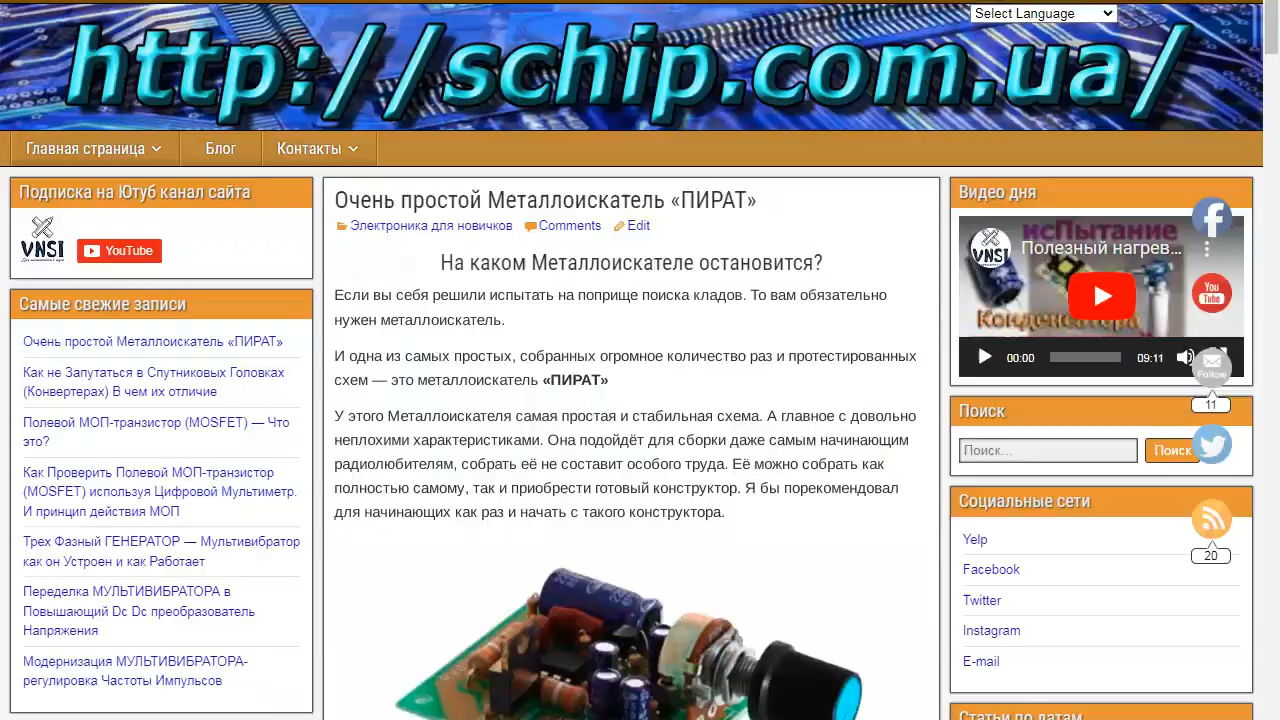 Select Language
http://schip.com.ua/
Главная страница
Блог
Контакты
Подписка на Ютуб канал сайта
VNSI
YouTube
Самые свежие записи
Очень простой Металлоискатель «ПИРАТ»
Как не Запутаться в Спутниковых Головках
(Конвертерах) В чем их отличие
Полевой МОП-транзистор (MOSFET) — Что
это?
Как Проверить Полевой МОП-транзистор
(MOSFET) используя Цифровой Мультиметр.
И принцип действия МОП
Трех Фазный ГЕНЕРАТОР — Мультивибратор
как он Устроен и как Работает
Переделка МУЛЬТИВИБРАТОРА в
Повышающий Dc Dc преобразователь
Напряжения
Модернизация МУЛЬТИВИБРАТОРА-
регулировка Частоты Импульсов
Очень простой Металлоискатель «ПИРАТ»
Электроника для новичков Comments Edit
На каком Металлоискателе остановится?
Если вы себя решили испытать на поприще поиска кладов. То вам обязательно
нужен металлоискатель.
И одна из самых простых, собранных огромное количество раз и протестированных
схем — это металлоискатель «ПИРАТ»
У этого Металлоискателя самая простая и стабильная схема. А главное с довольно
неплохими характеристиками. Она подойдёт для сборки даже самым начинающим
радиолюбителям, собрать её не составит особого труда. Её можно собрать как
полностью самому, так и приобрести готовый конструктор. Я бы порекомендовал
для начинающих как раз и начать с такого конструктора.
Видео дня
исПытание
VNSI
Полезный нагрев...
Конденсатора
00:00
09:11
Поиск
Поиск...
Поиск
Социальные сети
Yelp
Facebook
Twitter
Instagram
E-mail
Статьи по датам
You
Tube
Follow
11
20